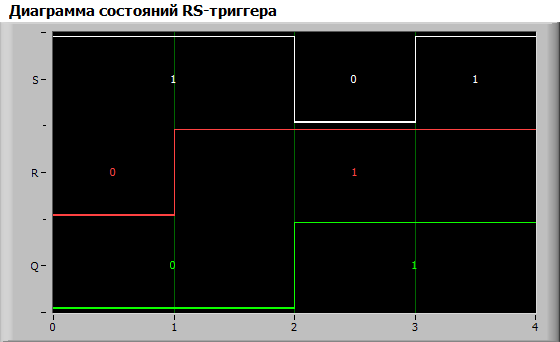 Диаграмма состояний RS-триггера
S 1 0 1
R 0 1
Q 0 1
0 1 2 3 4